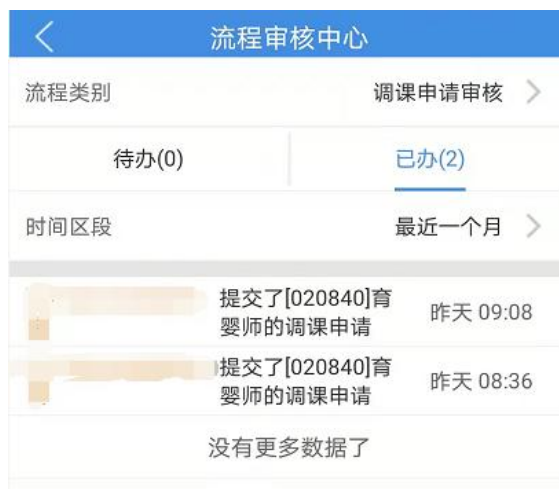 流程审核中心
流程类别 调课申请审核
待办(0) 已办(2)
时间区段 最近一个月
提交了[020840]育
婴师的调课申请
昨天 09:08
提交了[020840]育
婴师的调课申请
昨天 08:36
没有更多数据了